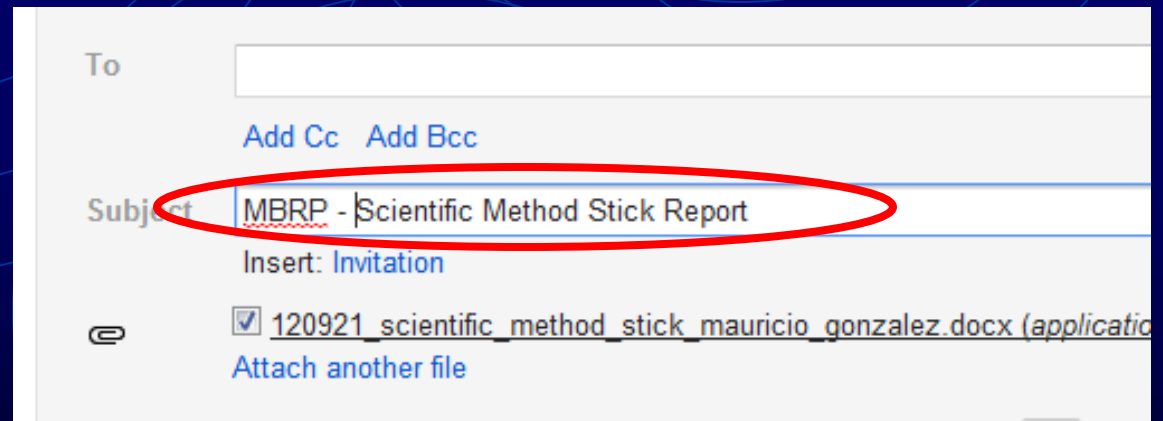 To
Add Cc Add Bcc
Subject MBRP - Scientific Method Stick Report
Insert: Invitation
120921_scientific_method_stick_mauricio_gonzalez.docx (applicatio
Attach another file